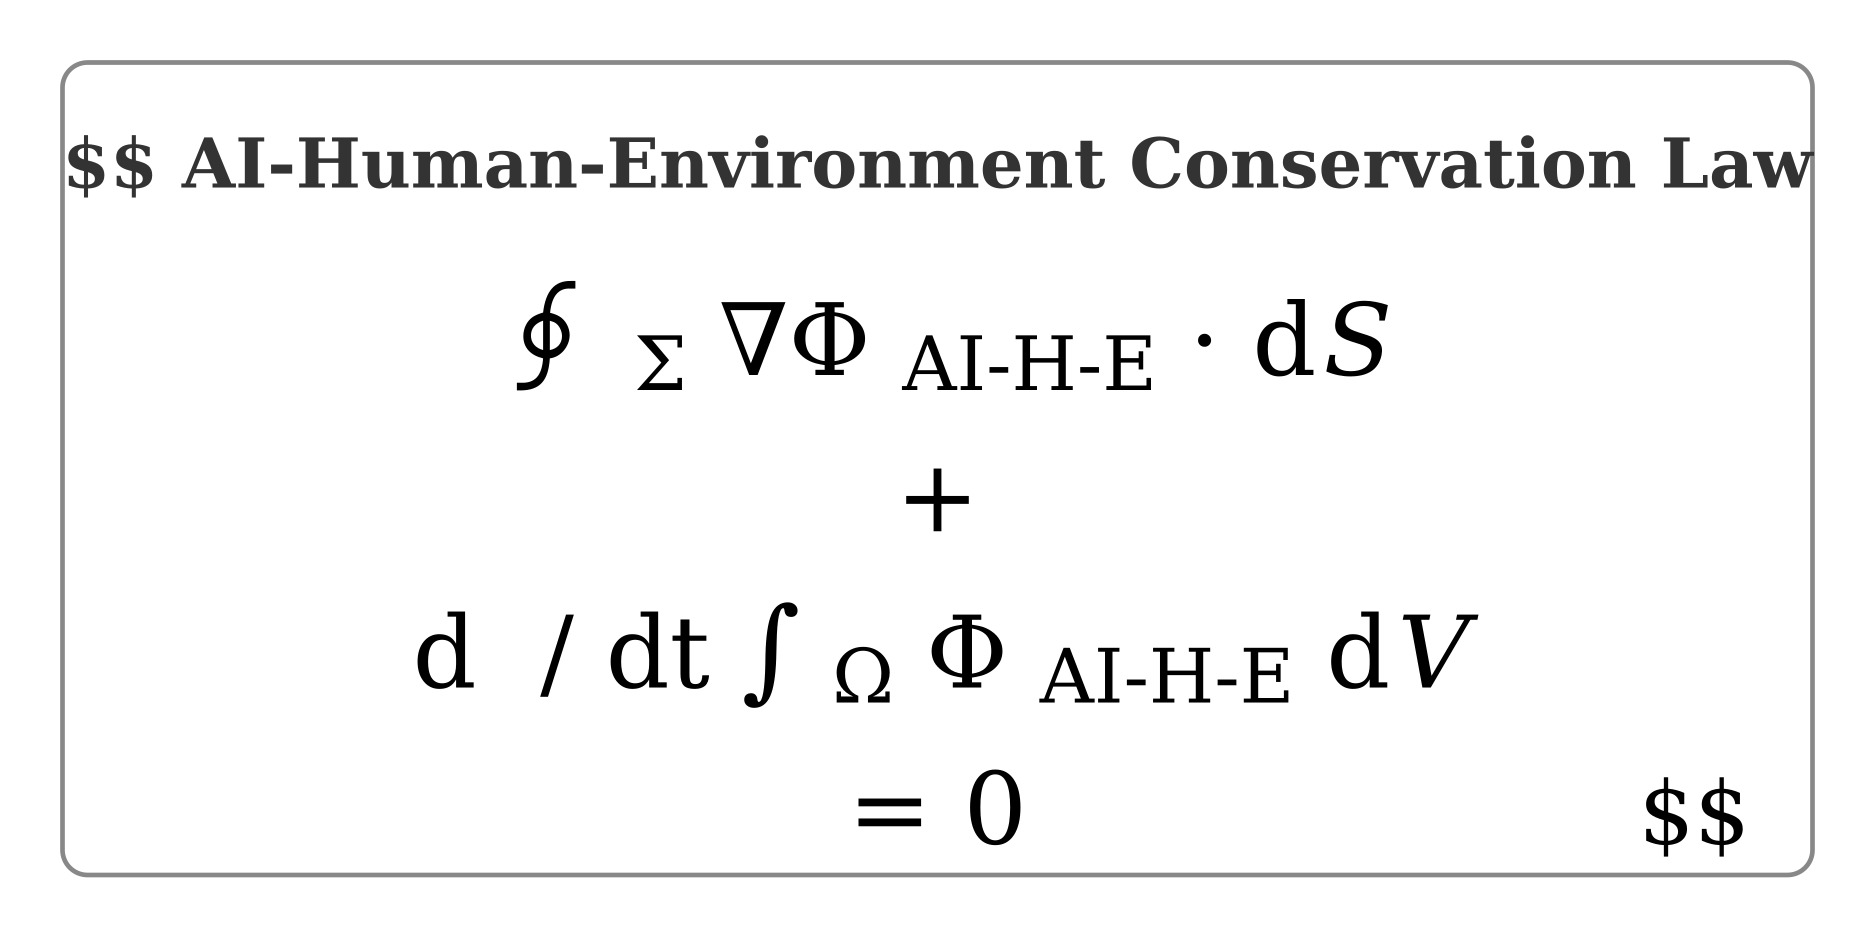 $$ AI-Human-Environment Conservation Law
∮ Σ ∇Φ AI-H-E · dS
+
d / dt ∫ Ω Φ AI-H-E dV
= 0 $$